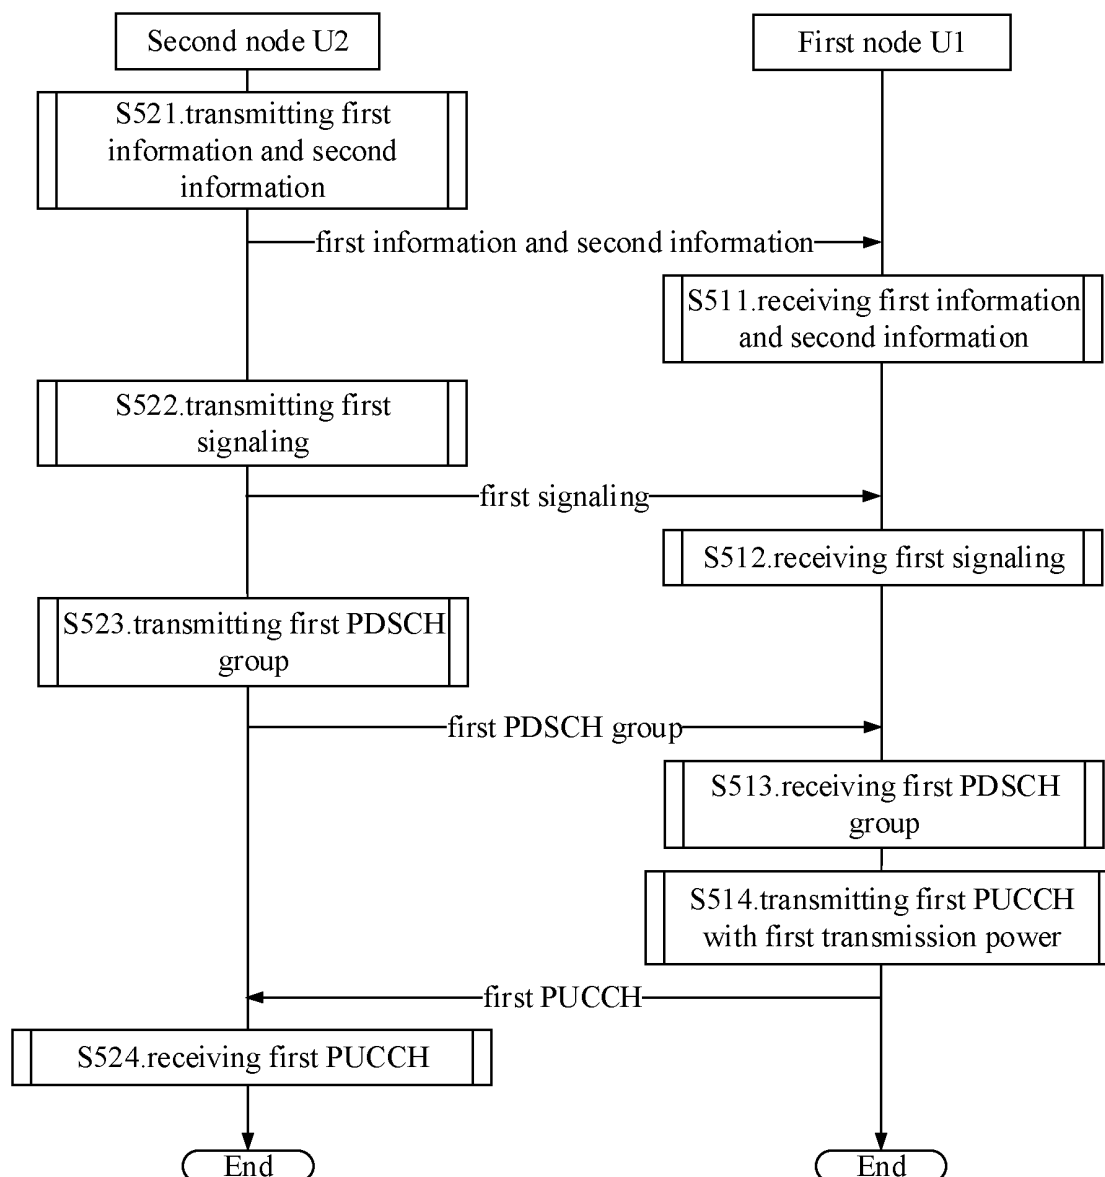 Second node U2
First node U1
S521.transmitting first
information and second
information
first information and second information
S511.receiving first information
and second information
S522.transmitting first
signaling
first signaling
S512.receiving first signaling
S523.transmitting first PDSCH
group
first PDSCH group
S513.receiving first PDSCH
group
S514.transmitting first PUCCH
with first transmission power
first PUCCH
S524.receiving first PUCCH
End
End